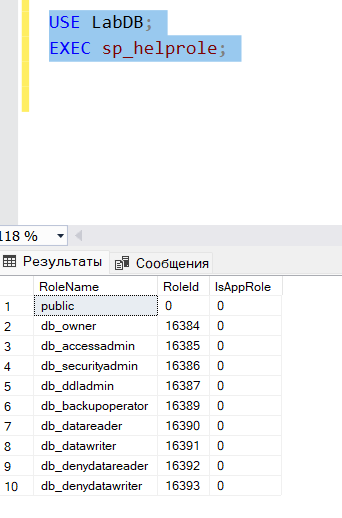 USE LabDB;
EXEC sp_helprole;
118 %
Результаты Сообщения
RoleName RoleId IsAppRole
1 public 0 0
2 db_owner 16384 0
3 db_accessadmin 16385 0
4 db_securityadmin 16386 0
5 db_ddladmin 16387 0
6 db_backupoperator 16389 0
7 db_datareader 16390 0
8 db_datawriter 16391 0
9 db_denydatareader 16392 0
10 db_denydatawriter 16393 0